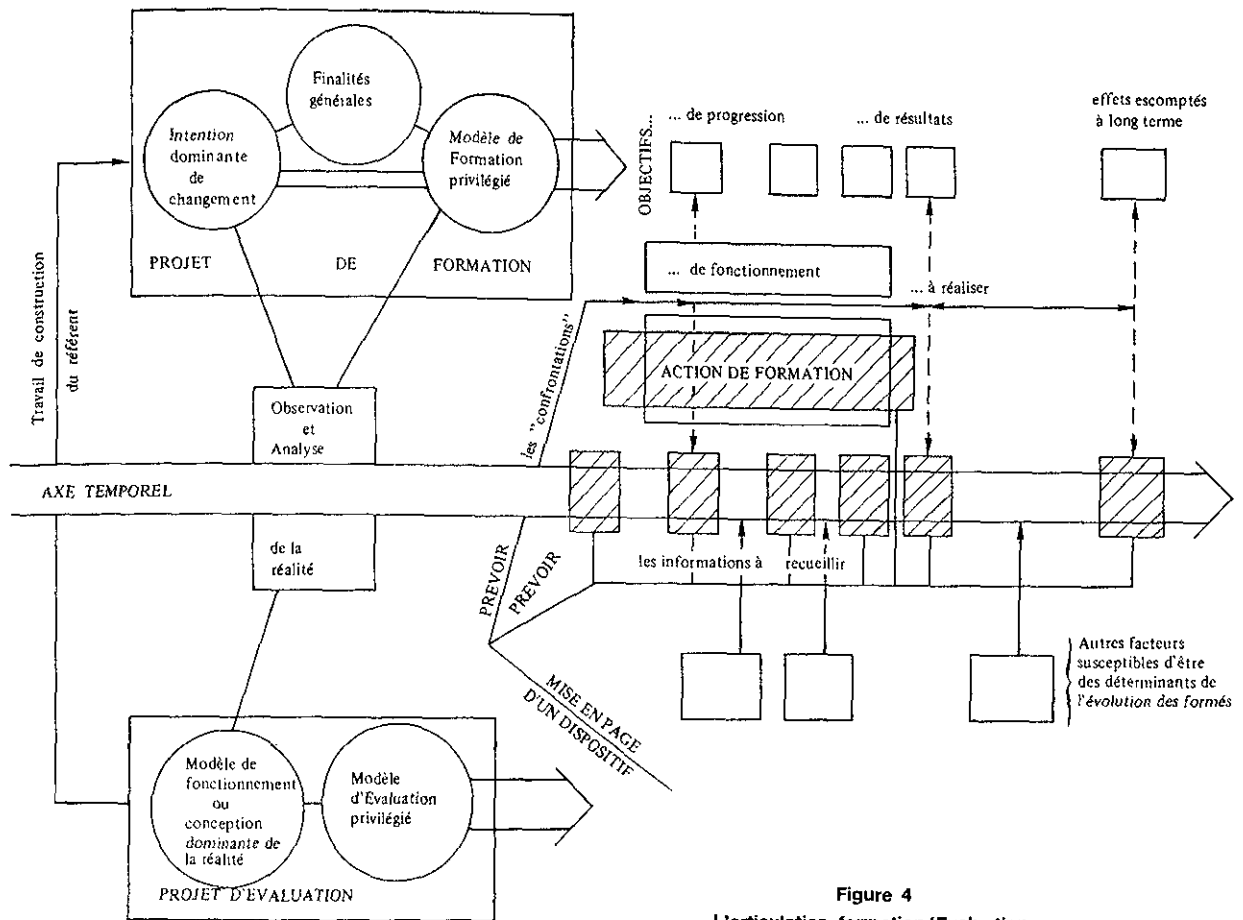 Finalités
générales
Intention
dominante
de
changement
Modèle de
Formation
privilégié
PROJET DE FORMATION
Travail de construction
du référent
OBJECTIFS...
... de progression
... de résultats
effets escomptés
à long terme
... de fonctionnement
... à réaliser
les "confrontations"
ACTION DE FORMATION
Observation
et
Analyse
AXE TEMPOREL
de la
réalité
PREVOIR
PREVOIR
les informations à recueillir
MISE EN PAGE
D'UN DISPOSITIF
Autres facteurs
susceptibles d'être
des déterminants de
l'évolution des formés
Modèle de
fonctionnement
ou
conception
dominante de
la réalité
Modèle
d'Evaluation
privilégié
PROJET D'EVALUATION
Figure 4